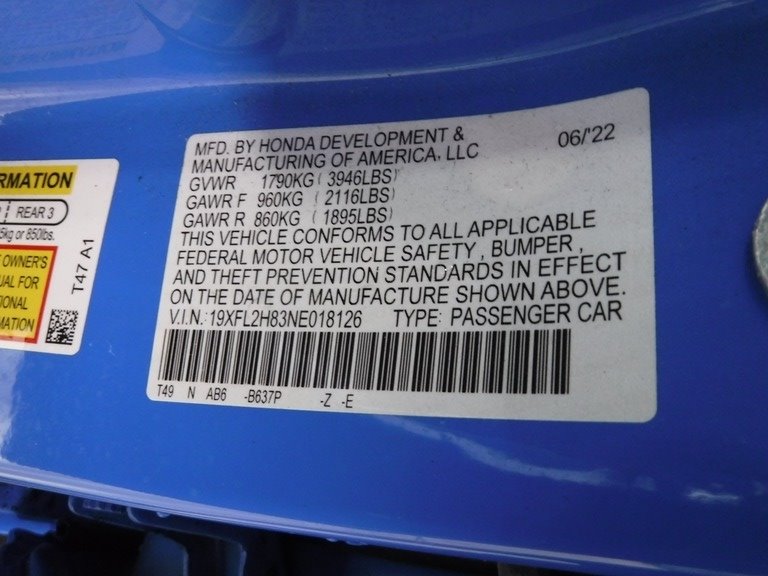 RMATION
REAR 3
5kg or 850lbs.
OWNER'S
UAL FOR
IONAL
MATION
T47 A1
MFD. BY HONDA DEVELOPMENT & 06/'22
MANUFACTURING OF AMERICA, LLC
GVWR 1790KG (3946LBS)
GAWR F 960KG (2116LBS)
GAWR R 860KG (1895LBS)
THIS VEHICLE CONFORMS TO ALL APPLICABLE
FEDERAL MOTOR VEHICLE SAFETY, BUMPER,
AND THEFT PREVENTION STANDARDS IN EFFECT
ON THE DATE OF MANUFACTURE SHOWN ABOVE.
V.I.N.: 19XFL2H83NE018126 TYPE: PASSENGER CAR
T49 N AB6 -B637P -Z -E